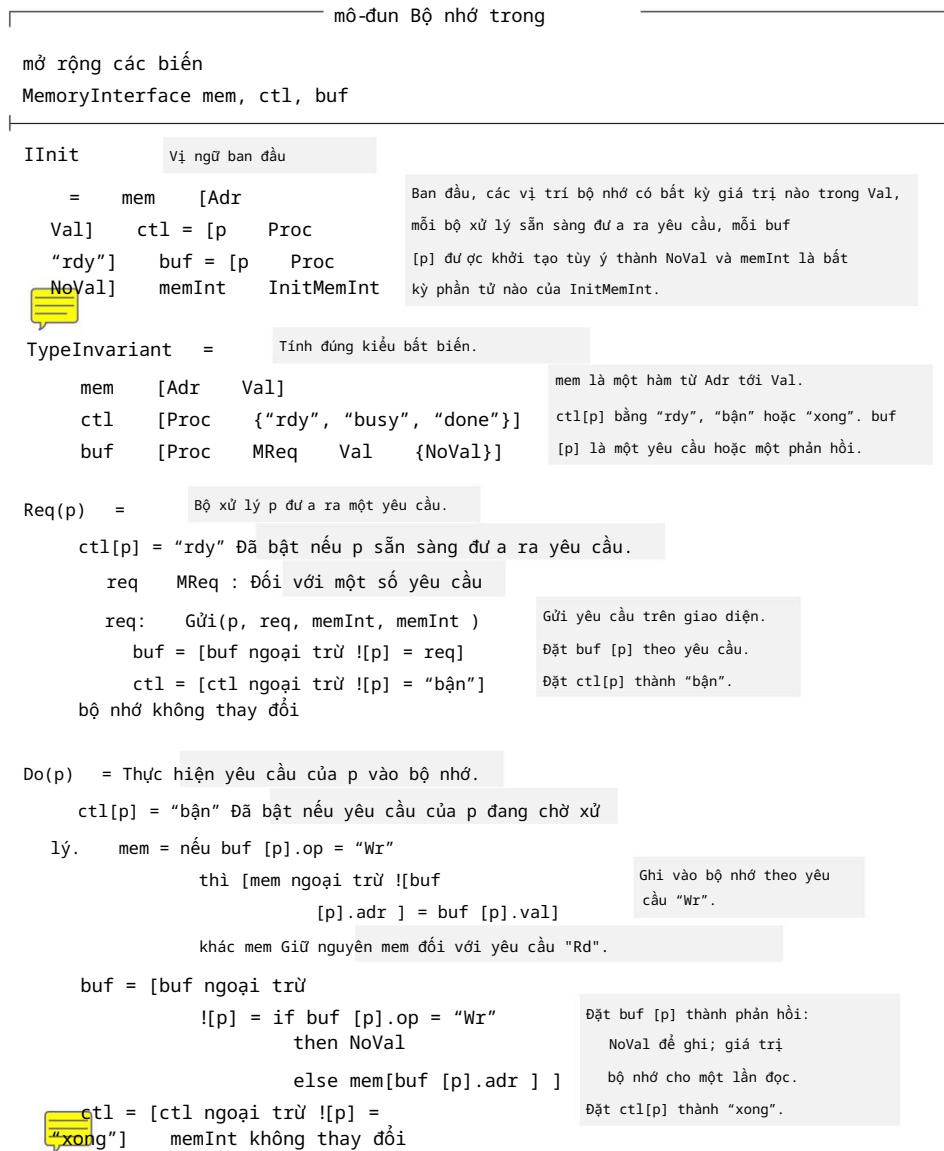 mô-đun Bộ nhớ trong
mở rộng các biến
MemoryInterface mem, ctl, buf
IInit Vị ngữ ban đầu
= mem [Adr
Val] ctl = [p Proc
"rdy"] buf = [p Proc
NoVal] memInt InitMemInt
Ban đầu, các vị trí bộ nhớ có bất kỳ giá trị nào trong Val,
mỗi bộ xử lý sẵn sàng đư a ra yêu cầu, mỗi buf
[p] đư ợc khởi tạo tùy ý thành NoVal và memInt là bất
kỳ phần tử nào của InitMemInt.
TypeInvariant = Tính đúng kiểu bất biến.
mem [Adr Val] mem là một hàm từ Adr tới Val.
ctl [Proc {“rdy”, “busy”, “done”}] ctl[p] bằng “rdy”, “bận” hoặc “xong”. buf
buf [Proc MReq Val {NoVal}] [p] là một yêu cầu hoặc một phản hồi.
Req(p) = Bộ xử lý p đư a ra một yêu cầu.
ctl[p] = “rdy” Đã bật nếu p sẵn sàng đư a ra yêu cầu.
req MReq : Đối với một số yêu cầu
req: Gửi(p, req, memInt, memInt ) Gửi yêu cầu trên giao diện.
buf = [buf ngoại trừ ![p] = req] Đặt buf [p] theo yêu cầu.
ctl = [ctl ngoại trừ ![p] = “bận”] Đặt ctl[p] thành “bận”.
bộ nhớ không thay đổi
Do(p) = Thực hiện yêu cầu của p vào bộ nhớ.
ctl[p] = “bận” Đã bật nếu yêu cầu của p đang chờ xử
lý. mem = nếu buf [p].op = “Wr”
thì [mem ngoại trừ ![buf
[p].adr ] = buf [p].val]
Ghi vào bộ nhớ theo yêu
cầu “Wr”.
khác mem Giữ nguyên mem đối với yêu cầu "Rd".
buf = [buf ngoại trừ
![p] = if buf [p].op = “Wr”
then NoVal
else mem[buf [p].adr ] ]
Đặt buf [p] thành phản hồi:
NoVal để ghi; giá trị
bộ nhớ cho một lần đọc.
ctl = [ctl ngoại trừ ![p] =
“xong”] memInt không thay đổi
Đặt ctl[p] thành “xong”.